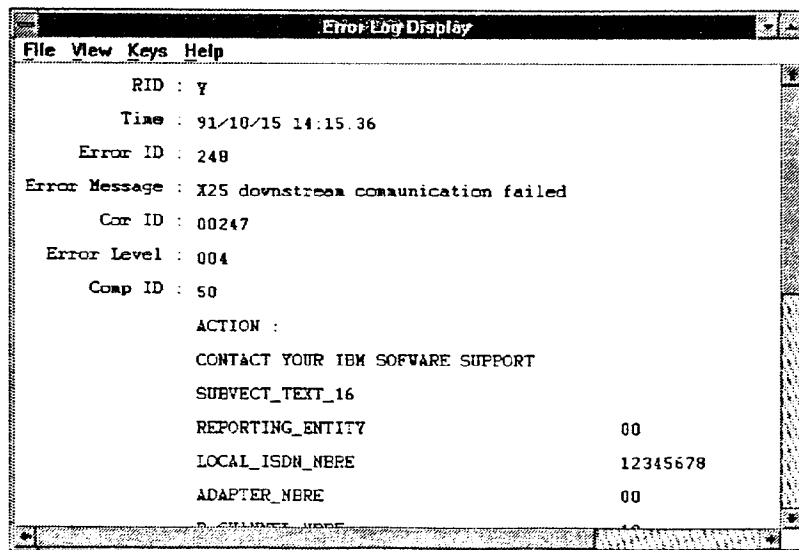 Error Log Display
File View Keys Help
RID : Y
Time : 91/10/15 14:15.36
Error ID : 248
Error Message : X25 downstream communication failed
Cor ID : 00247
Error Level : 004
Comp ID : 50
ACTION :
CONTACT YOUR IBM SOFWARE SUPPORT
SUBVECT_TEXT_16
REPORTING_ENTITY 00
LOCAL_ISDN_NBRE 12345678
ADAPTER_NBRE 00